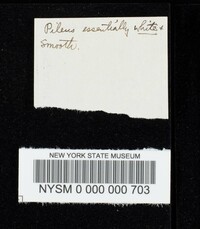 Pileus essentially white &
smooth.
NEW YORK STATE MUSEUM
NYSM 0 000 000 703